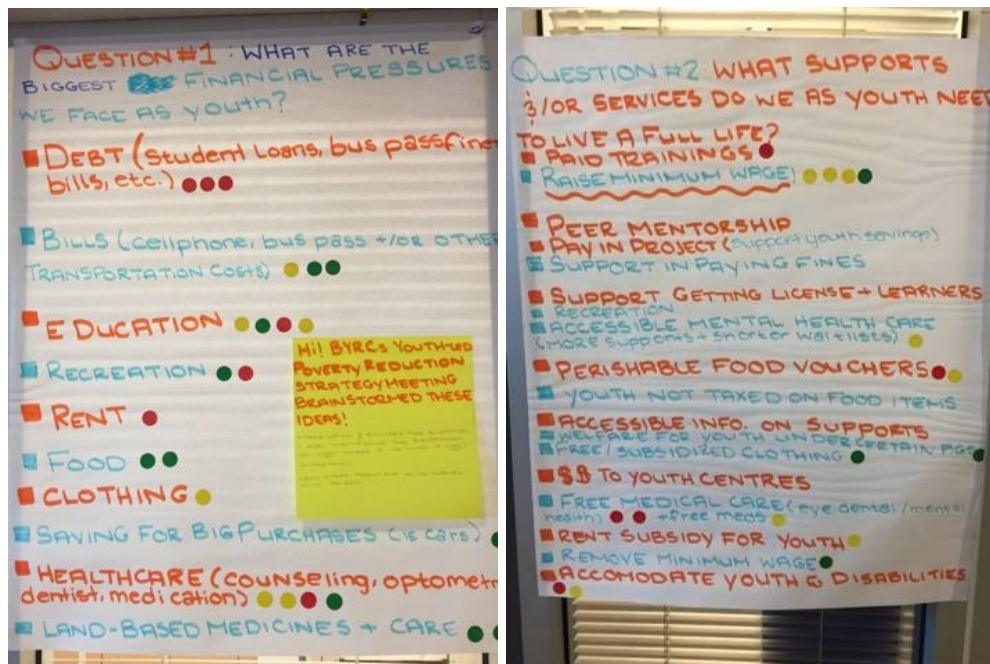 QUESTION #1: WHAT ARE THE
BIGGEST FINANCIAL PRESSURES
WE FACE AS YOUTH?
DEBT (Student Loans, bus pass fine
bills, etc.)
BILLS (cellphone, bus pass +/or OTHER
TRANSPORTATION COSTS)
EDUCATION
RECREATION
RENT
FOOD
CLOTHING
SAVING FOR BIG PURCHASES (is cars)
HEALTHCARE (counseling, optometr
dentist, medication)
LAND-BASED MEDICINES + CARE
Hi! BYRCs YOUTH-LED
POVERTY REDUCTION
STRATEGY MEETING
BRAINSTORMED THESE
IDEAS!
QUESTION #2 WHAT SUPPORTS
&/OR SERVICES DO WE AS YOUTH NEED
TO LIVE A FULL LIFE?
PAID TRAININGS
RAISE MINIMUM WAGE!
PEER MENTORSHIP
PAY IN PROJECT (support youth savings)
SUPPORT IN PAYING FINES
SUPPORT GETTING LICENSE + LEARNERS
RECREATION
ACCESSIBLE MENTAL HEALTH CARE
(MORE supports + shorter waitlists)
PERISHABLE FOOD VOUCHERS
YOUTH NOT TAXED ON FOOD ITEMS
ACCESSIBLE INFO. ON SUPPORTS
WELFARE FOR YOUTH UNDER CERTAIN AGE
FREE/SUBSIDIZED CLOTHING
$$ TO YOUTH CENTRES
FREE MEDICAL CARE (eye dental/mental
health) + free meds
RENT SUBSIDY FOR YOUTH
REMOVE MINIMUM WAGE
ACCOMODATE YOUTH & DISABILITIES